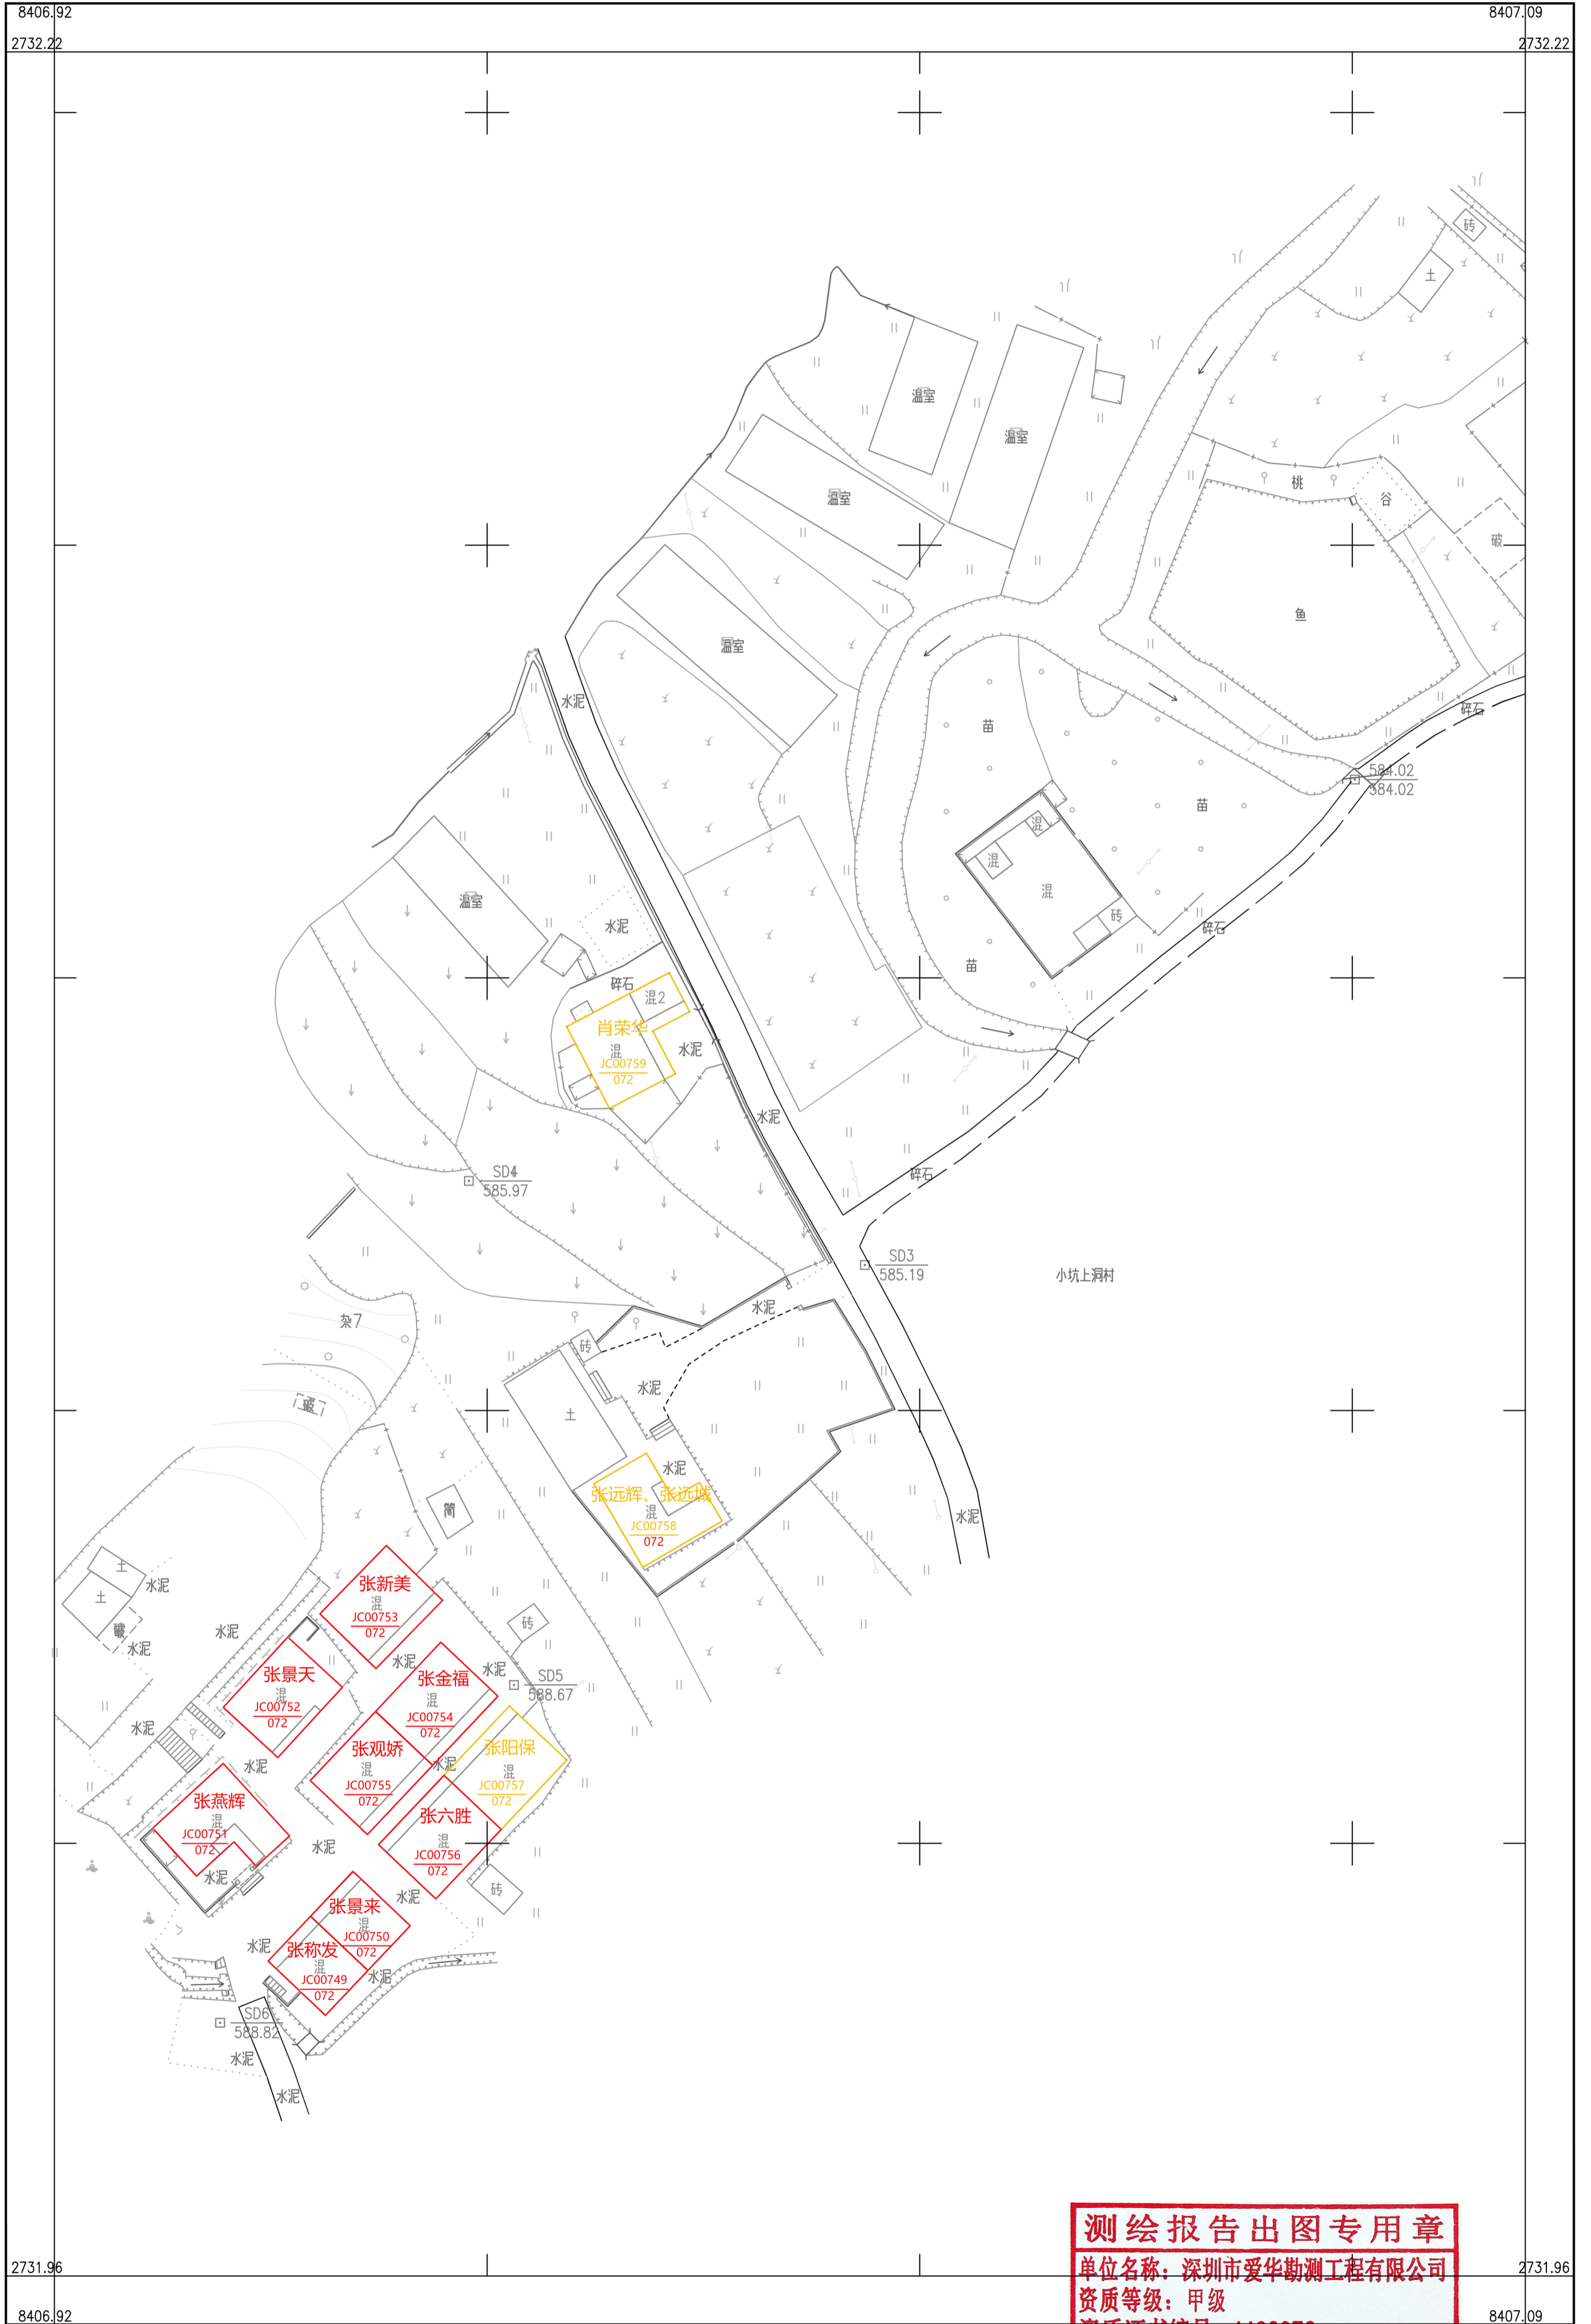 8406.92
8407.09
2732.22
2732.22
砖
土
温室
温室
温室
桃
谷
破
鱼
温室
水泥
碎石
苗
584.02
584.02
苗
混
混
混
温室
砖
水泥
碎石
苗
碎石
混2
肖荣华
混
水泥
JC00759
072
水泥
SD4
585.97
碎石
SD3
585.19
小坑上洞村
水泥
杂7
砖
水泥
破
土
水泥
张远辉、张远城
混
JC00758
072
简
水泥
土
水泥
土
张新美
混
JC00753
072
砖
破
水泥
水泥
水泥
张景天
混
JC00752
072
张金福
混
JC00754
072
水泥
SD5
588.67
水泥
张观娇
混
JC00755
072
水泥
张阳保
混
JC00757
072
水泥
张燕辉
混
JC00751
072
水泥
水泥
张六胜
混
JC00756
072
砖
水泥
张景来
混
JC00750
072
水泥
张称发
混
JC00749
072
水泥
SD6
588.82
水泥
水泥
测绘报告出图专用章
单位名称：深圳市爱华勘测工程有限公司
资质等级：甲级
2731.96
2731.96
8406.92
8407.09